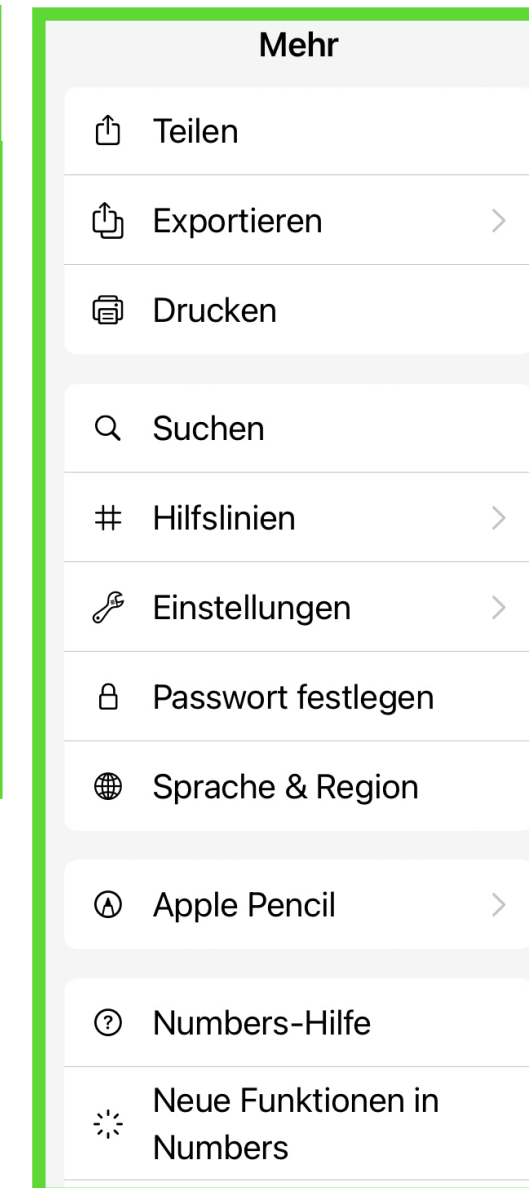 Mehr
Teilen
Exportieren
Drucken
Suchen
Hilfslinien
Einstellungen
Passwort festlegen
Sprache & Region
Apple Pencil
Numbers-Hilfe
Neue Funktionen in
Numbers